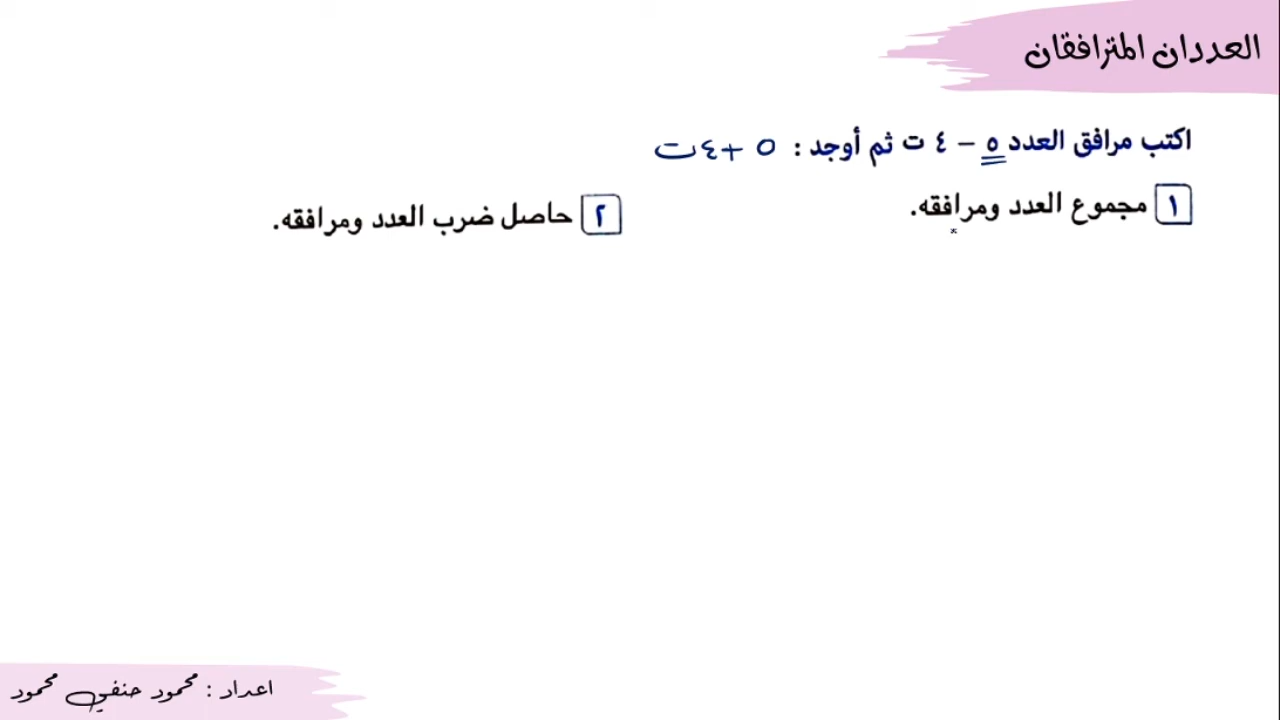 العددان المترافقان
اكتب مرافق العدد ٥ – ٤ ت ثم أوجد : ٥ + ٤ت
١ مجموع العدد ومرافقه.
٢ حاصل ضرب العدد ومرافقه.
اعداد : محمود حنفي محمود